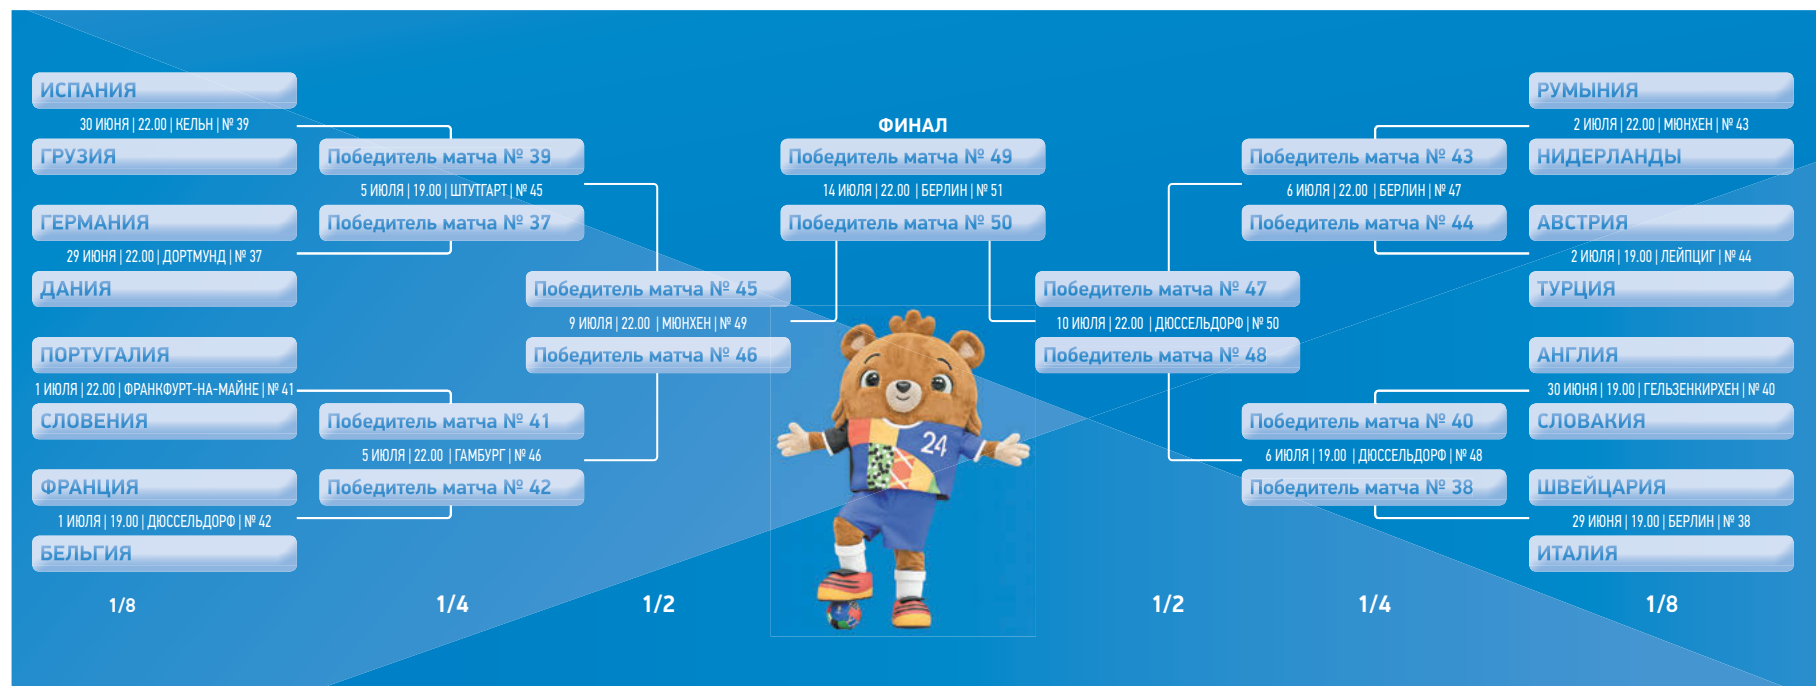 ИСПАНИЯ
30 ИЮНЯ | 22.00 | КЕЛЬН | № 39
ГРУЗИЯ
ГЕРМАНИЯ
29 ИЮНЯ | 22.00 | ДОРТМУНД | № 37
ДАНИЯ
ПОРТУГАЛИЯ
1 ИЮЛЯ | 22.00 | ФРАНКФУРТ-НА-МАЙНЕ | № 41
СЛОВЕНИЯ
ФРАНЦИЯ
1 ИЮЛЯ | 19.00 | ДЮССЕЛЬДОРФ | № 42
БЕЛЬГИЯ
1/8
Победитель матча № 39
5 ИЮЛЯ | 19.00 | ШТУТГАРТ | № 45
Победитель матча № 37
Победитель матча № 41
5 ИЮЛЯ | 22.00 | ГАМБУРГ | № 46
Победитель матча № 42
1/4
Победитель матча № 45
9 ИЮЛЯ | 22.00 | МЮНХЕН | № 49
Победитель матча № 46
1/2
ФИНАЛ
Победитель матча № 49
14 ИЮЛЯ | 22.00 | БЕРЛИН | № 51
Победитель матча № 50
24
Победитель матча № 47
10 ИЮЛЯ | 22.00 | ДЮССЕЛЬДОРФ | № 50
Победитель матча № 48
1/2
Победитель матча № 43
6 ИЮЛЯ | 22.00 | БЕРЛИН | № 47
Победитель матча № 44
Победитель матча № 40
6 ИЮЛЯ | 19.00 | ДЮССЕЛЬДОРФ | № 48
Победитель матча № 38
1/4
РУМЫНИЯ
2 ИЮЛЯ | 22.00 | МЮНХЕН | № 43
НИДЕРЛАНДЫ
АВСТРИЯ
2 ИЮЛЯ | 19.00 | ЛЕЙПЦИГ | № 44
ТУРЦИЯ
АНГЛИЯ
30 ИЮНЯ | 19.00 | ГЕЛЬЗЕНКИРХЕН | № 40
СЛОВАКИЯ
ШВЕЙЦАРИЯ
29 ИЮНЯ | 19.00 | БЕРЛИН | № 38
ИТАЛИЯ
1/8